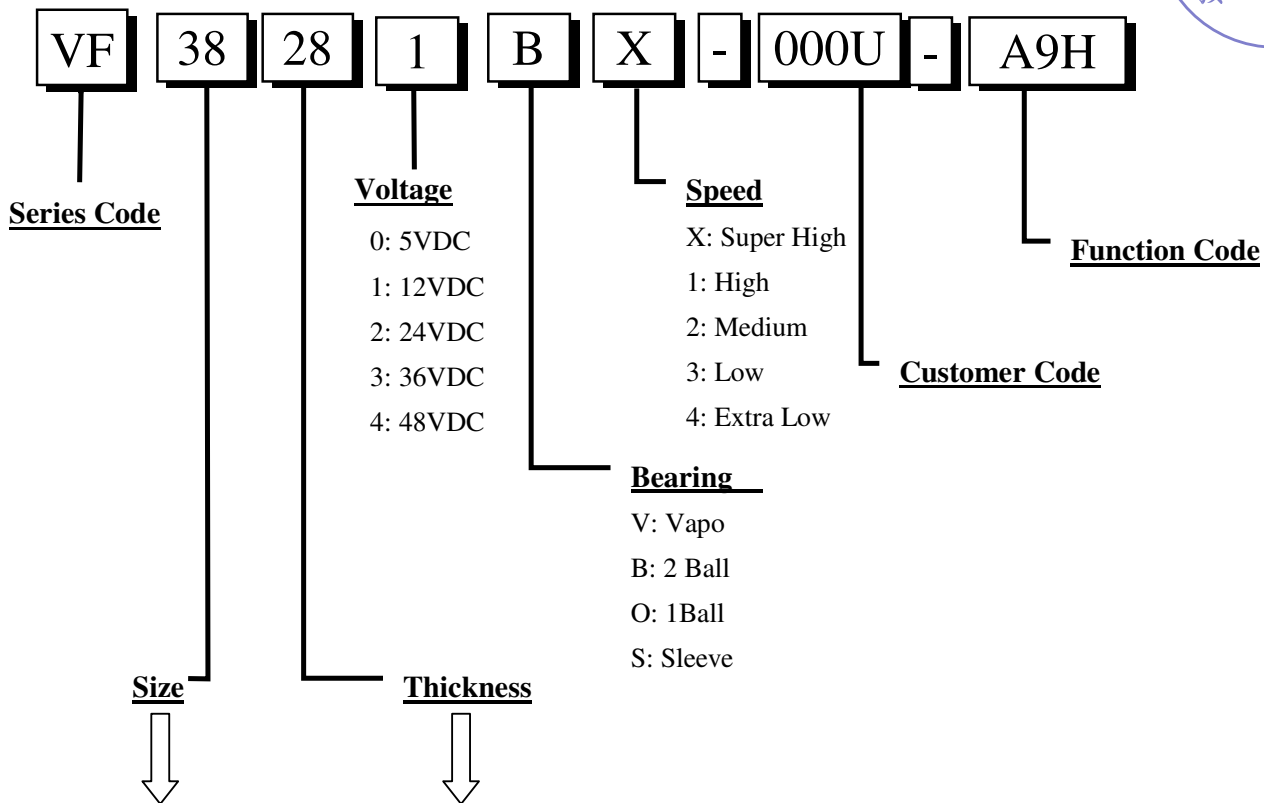 VF 38 28 1 B X - 000U - A9H
Series Code
Voltage
0: 5VDC
1: 12VDC
2: 24VDC
3: 36VDC
4: 48VDC
Speed
X: Super High
1: High
2: Medium
3: Low
4: Extra Low
Function Code
Customer Code
Bearing
V: Vapo
B: 2 Ball
O: 1Ball
S: Sleeve
Size
Thickness